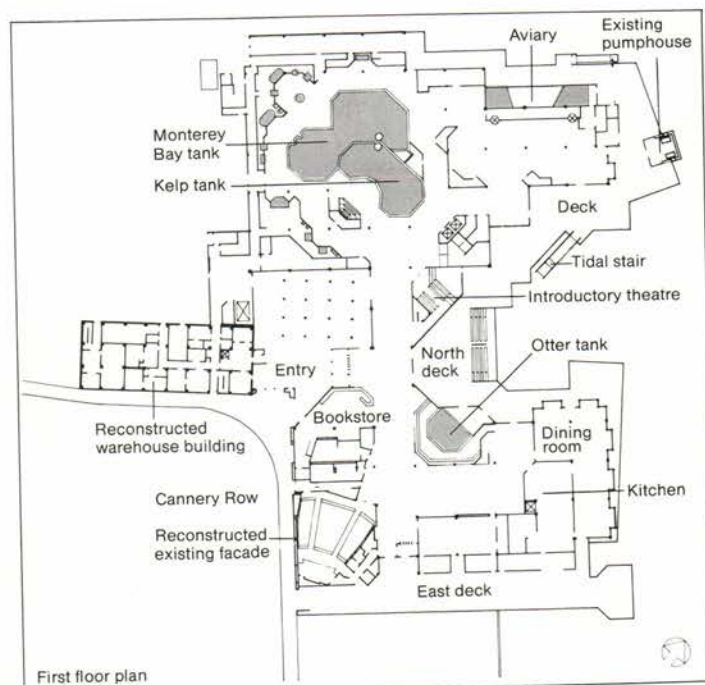 Aviary
Existing
pumphouse
Monterey
Bay tank
Kelp tank
Deck
Tidal stair
Introductory theatre
North
deck
Otter tank
Entry
Bookstore
Dining
room
Reconstructed
warehouse building
Kitchen
Cannery Row
Reconstructed
existing facade
East deck
First floor plan